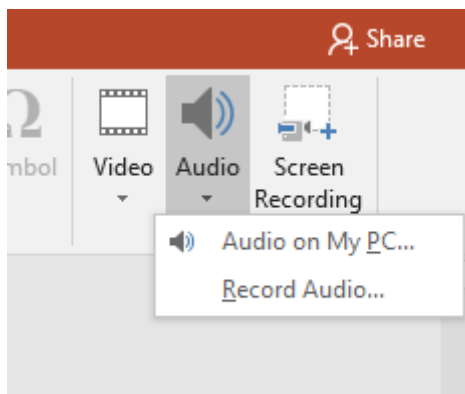 Share
mbol
Video
Audio
Screen
Recording
Audio on My PC...
Record Audio...